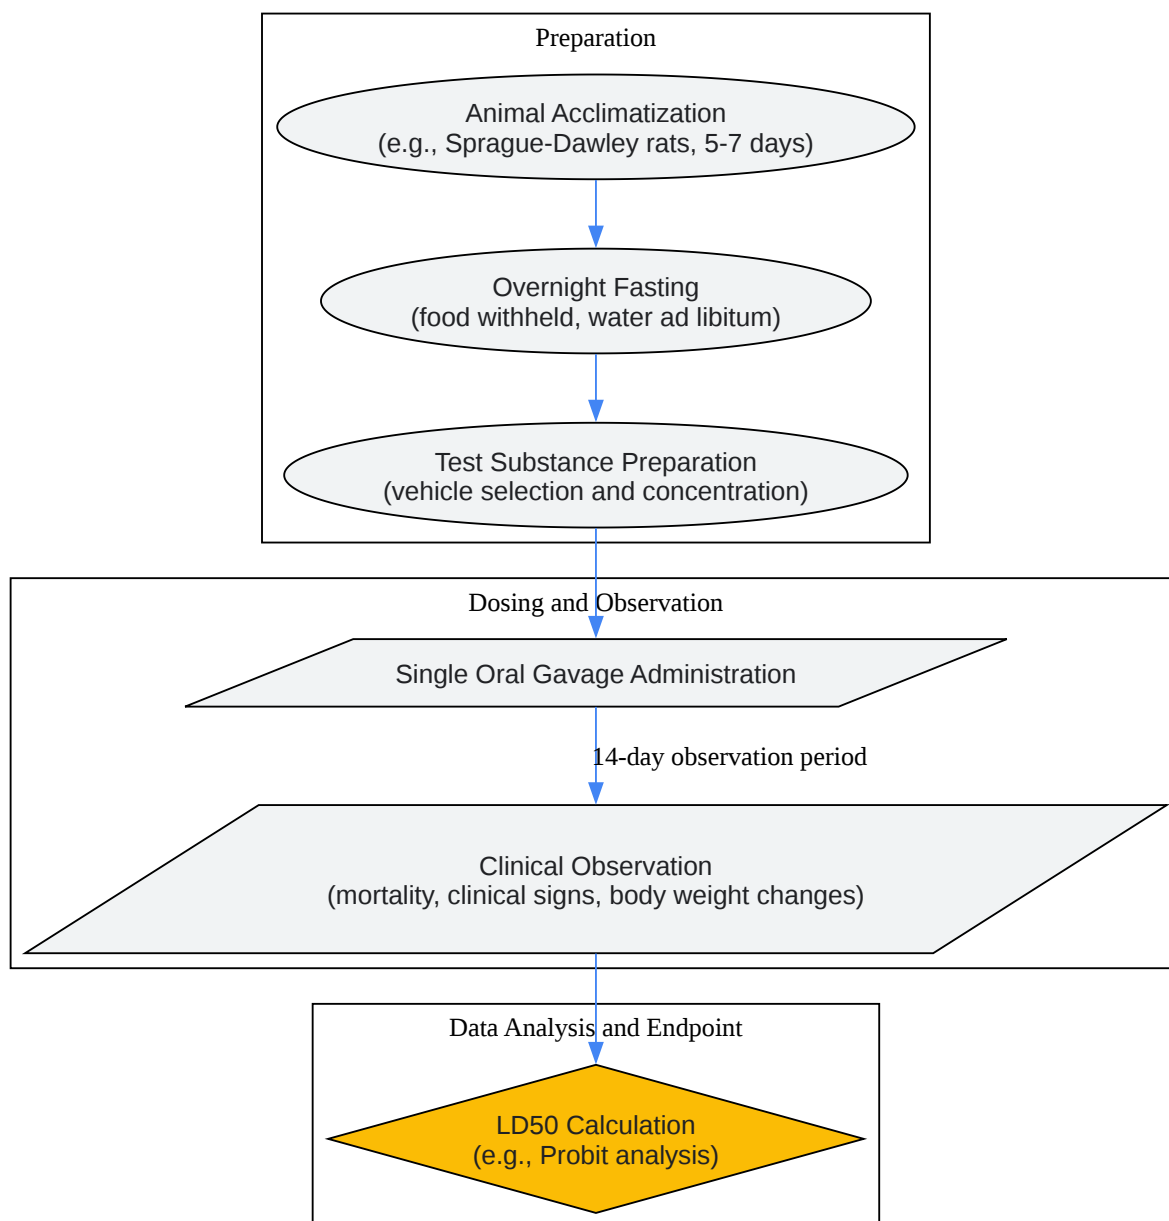 Preparation
Animal Acclimatization
(e.g., Sprague-Dawley rats, 5-7 days)
Overnight Fasting
(food withheld, water ad libitum)
Test Substance Preparation
(vehicle selection and concentration)
Dosing and Observation
Single Oral Gavage Administration
14-day observation period
Clinical Observation
(mortality, clinical signs, body weight changes)
Data Analysis and Endpoint
LD50 Calculation
(e.g., Probit analysis)